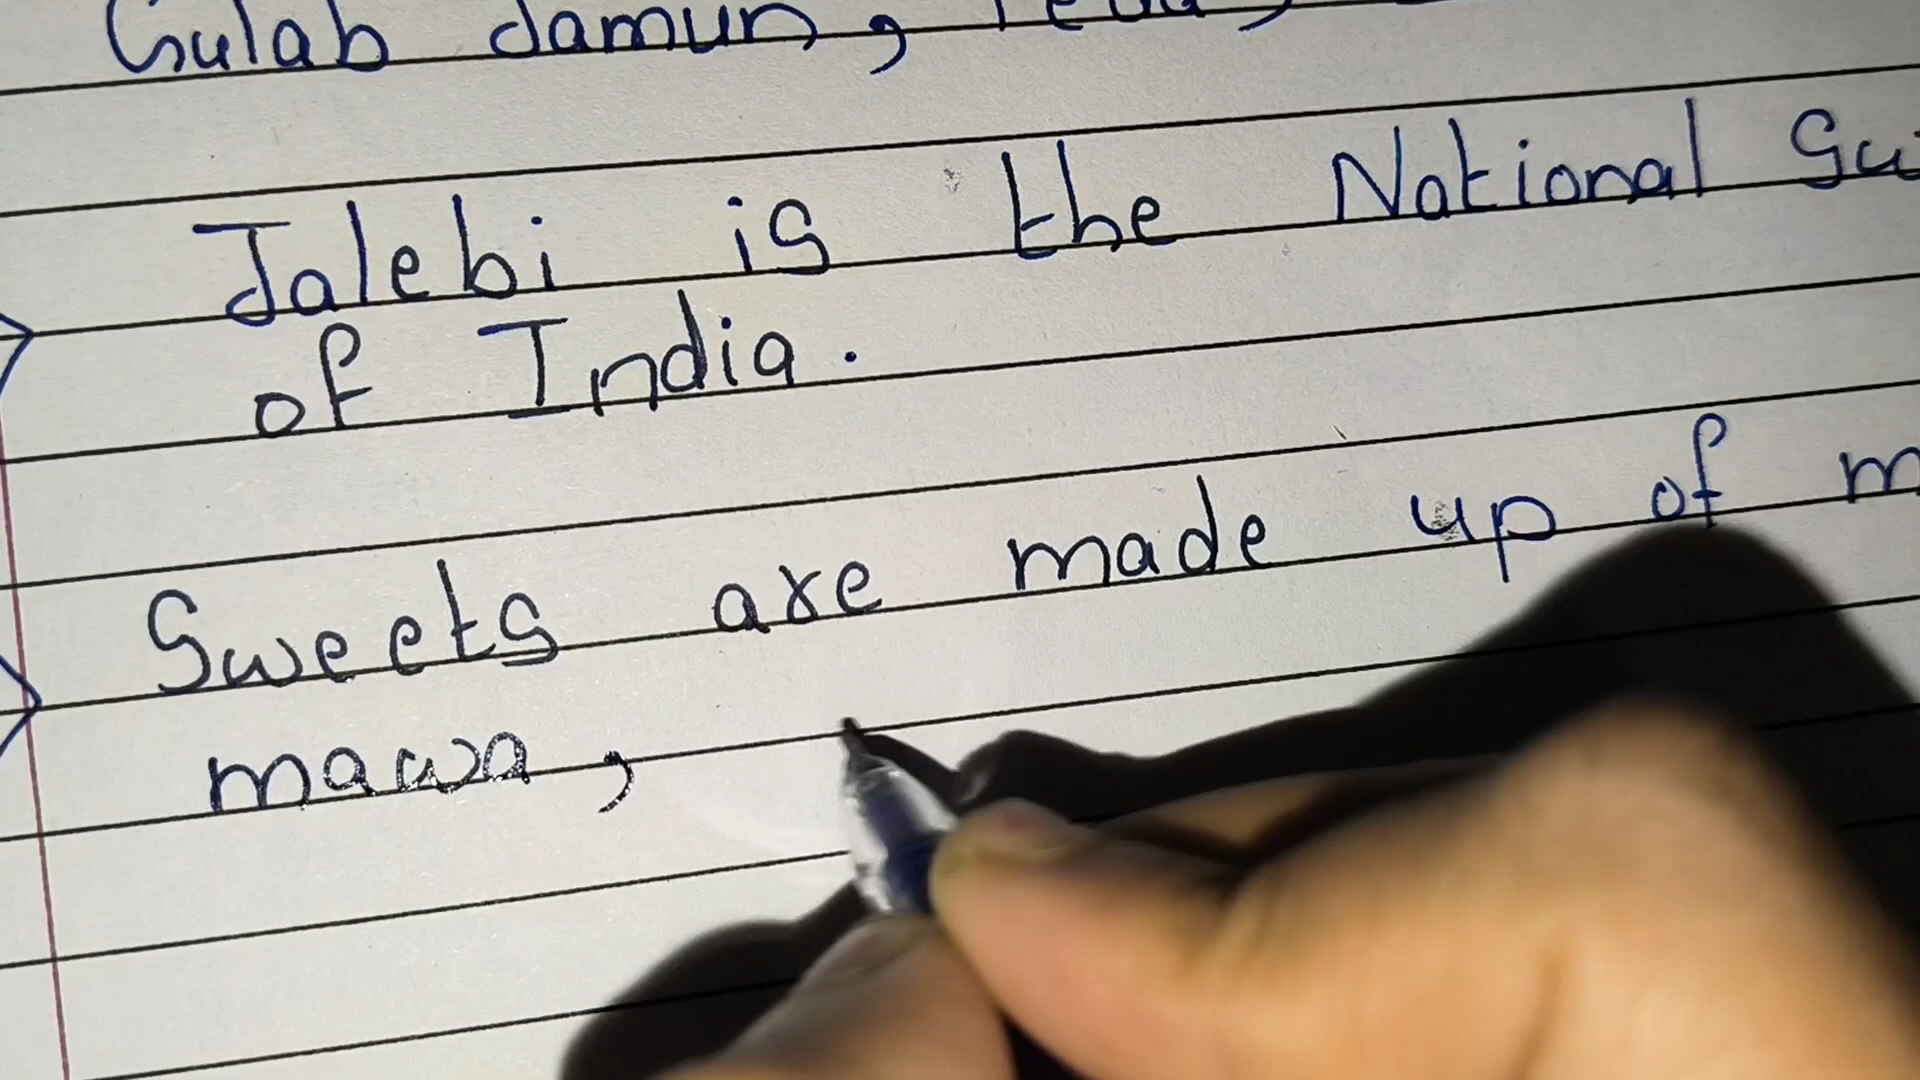 Gulab Jamun,
Jalebi is the National
of India.
Sweets are made up of
mawa,